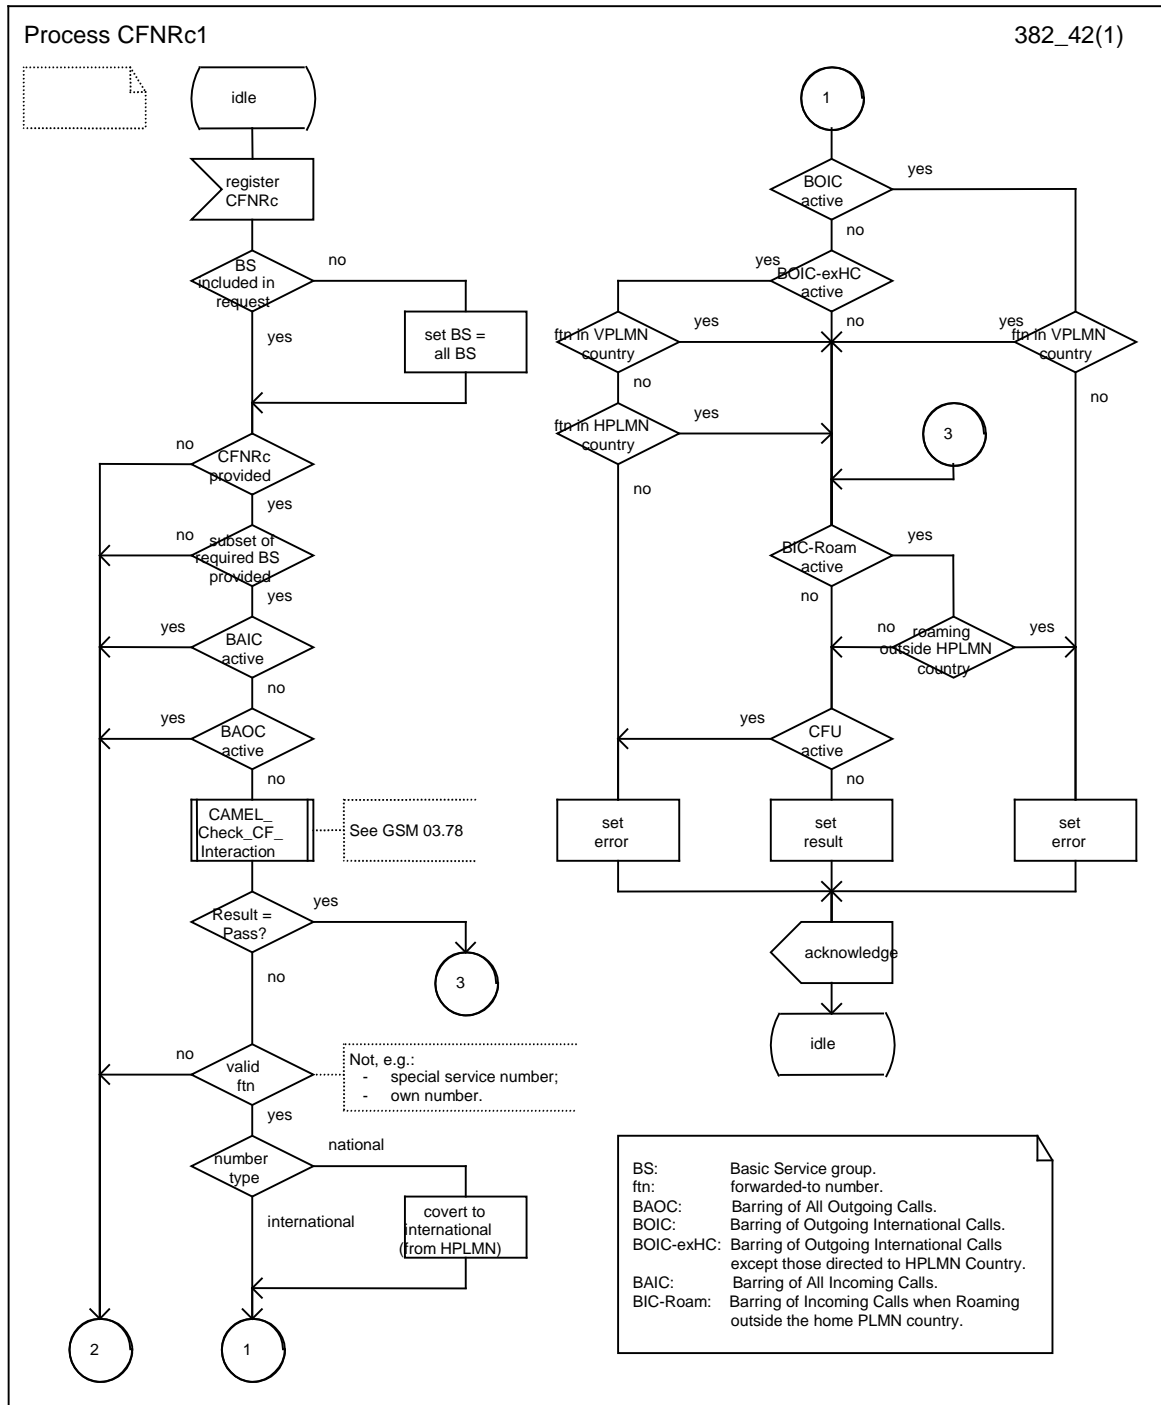 Process CFNRc1
382_42(1)
idle
register
CFNRc
BS
included in
request
no
yes
set BS =
all BS
no
CFNRc
provided
yes
no
subset of
required BS
provided
yes
yes
BAIC
active
no
yes
BAOC
active
no
CAMEL_
Check_CF_
Interaction
See GSM 03.78
Result =
Pass?
yes
no
3
no
valid
ftn
yes
Not, e.g.:
- special service number;
- own number.
number
type
national
international
covert to
international
(from HPLMN)
2
1
1
BOIC
active
yes
no
yes
BOIC-exHC
active
no
ftn in VPLMN
country
yes
no
yes
ftn in VPLMN
country
no
ftn in HPLMN
country
yes
no
3
BIC-Roam
active
yes
no
no
roaming
outside HPLMN
country
yes
yes
CFU
active
no
set
error
set
result
set
error
acknowledge
idle
BS: Basic Service group.
ftn: forwarded-to number.
BAOC: Barring of All Outgoing Calls.
BOIC: Barring of Outgoing International Calls.
BOIC-exHC: Barring of Outgoing International Calls
except those directed to HPLMN Country.
BAIC: Barring of All Incoming Calls.
BIC-Roam: Barring of Incoming Calls when Roaming
outside the home PLMN country.